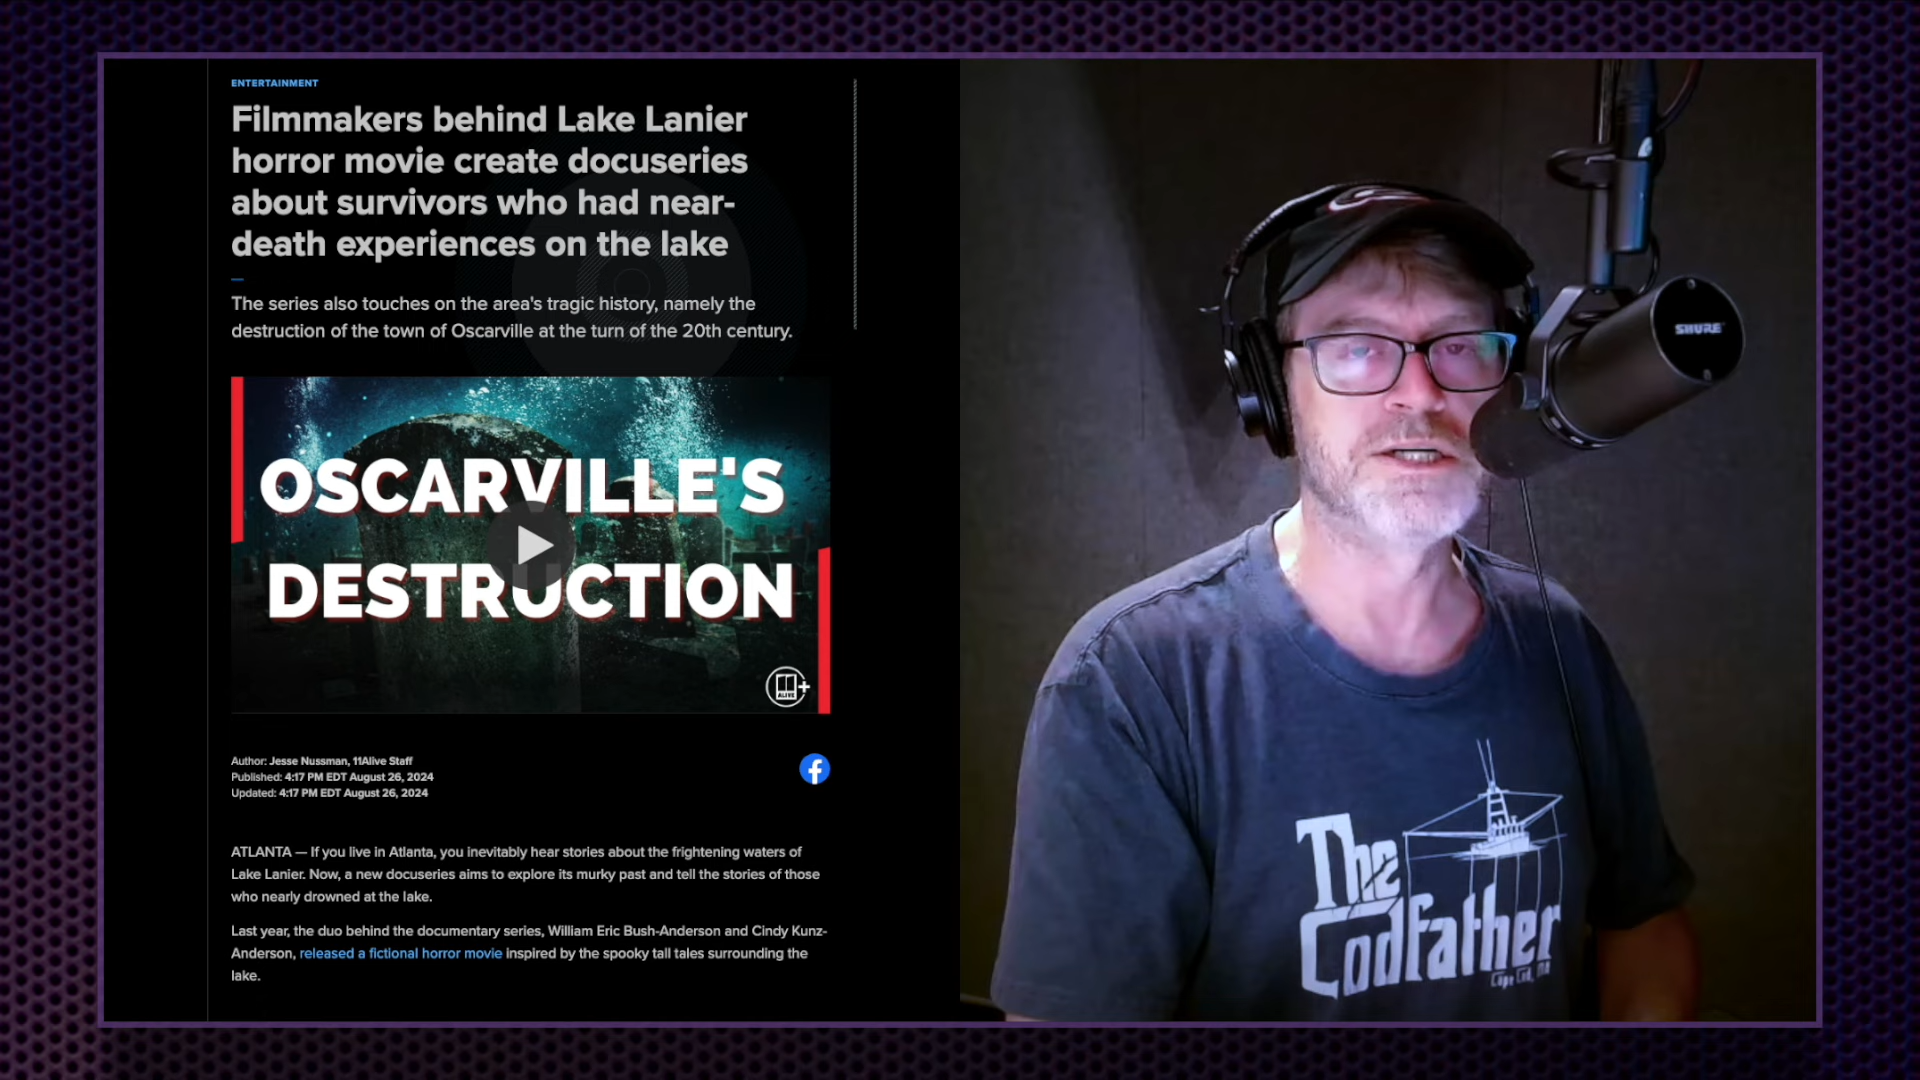 ENTERTAINMENT
Filmmakers behind Lake Lanier
horror movie create docuseries
about survivors who had near-
death experiences on the lake
The series also touches on the area's tragic history, namely the
destruction of the town of Oscarville at the turn of the 20th century.
OSCARVILLE'S
DESTRUCTION
ALIVE
+
Author: Jesse Nussman, 11Alive Staff
Published: 4:17 PM EDT August 26, 2024
Updated: 4:17 PM EDT August 26, 2024
ATLANTA — If you live in Atlanta, you inevitably hear stories about the frightening waters of
Lake Lanier. Now, a new docuseries aims to explore its murky past and tell the stories of those
who nearly drowned at the lake.
Last year, the duo behind the documentary series, William Eric Bush-Anderson and Cindy Kunz-
Anderson, released a fictional horror movie inspired by the spooky tall tales surrounding the
lake.
SHURE
The
Codfather
Cape Cod, MA